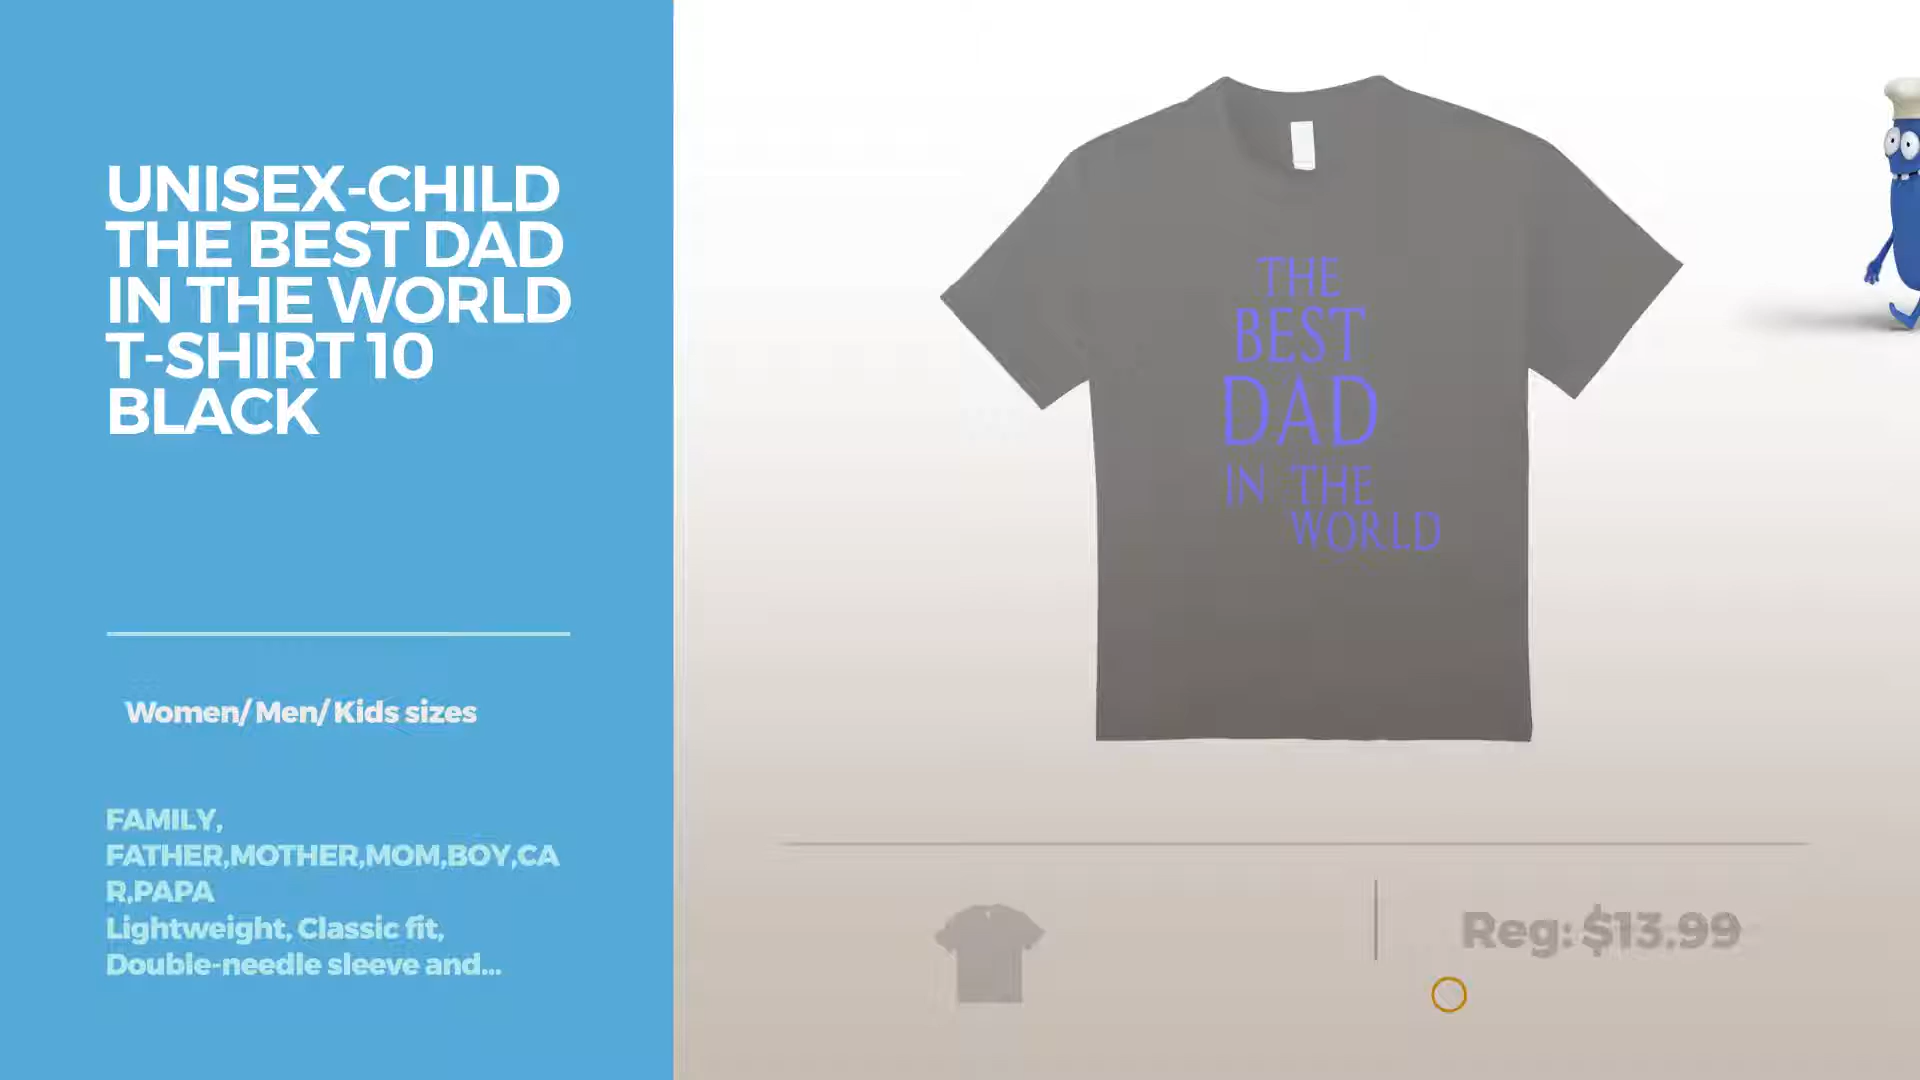 UNISEX-CHILD
THE BEST DAD
IN THE WORLD
T-SHIRT 10
BLACK
Women/Men/Kids sizes
FAMILY,
FATHER,MOTHER,MOM,BOY,CA
R,PAPA
Lightweight, Classic fit,
Double-needle sleeve and...
THE
BEST
DAD
IN THE
WORLD
Reg: $13.99